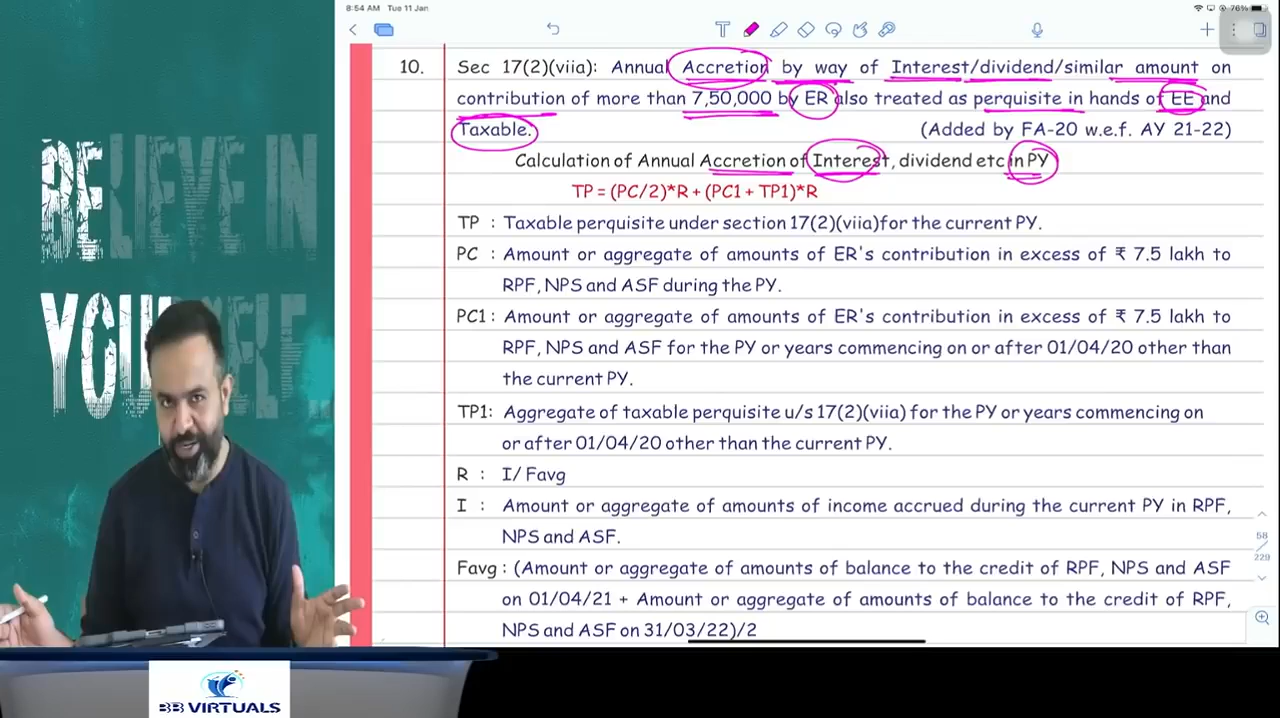 8:54 AM Tue 11 Jan
76%
BELIEVE IN
YOURSELF
10. Sec 17(2)(viia): Annual Accretion by way of Interest/dividend/similar amount on
contribution of more than 7,50,000 by ER also treated as perquisite in hands of EE and
Taxable. (Added by FA-20 w.e.f. AY 21-22)
Calculation of Annual Accretion of Interest, dividend etc in PY
TP = (PC/2)*R + (PC1 + TP1)*R
TP : Taxable perquisite under section 17(2)(viia)for the current PY.
PC : Amount or aggregate of amounts of ER's contribution in excess of ₹ 7.5 lakh to
RPF, NPS and ASF during the PY.
PC1 : Amount or aggregate of amounts of ER's contribution in excess of ₹ 7.5 lakh to
RPF, NPS and ASF for the PY or years commencing on or after 01/04/20 other than
the current PY.
TP1: Aggregate of taxable perquisite u/s 17(2)(viia) for the PY or years commencing on
or after 01/04/20 other than the current PY.
R : I/ Favg
I : Amount or aggregate of amounts of income accrued during the current PY in RPF,
NPS and ASF.
Favg : (Amount or aggregate of amounts of balance to the credit of RPF, NPS and ASF
on 01/04/21 + Amount or aggregate of amounts of balance to the credit of RPF,
NPS and ASF on 31/03/22)/2
58
229
BB VIRTUALS